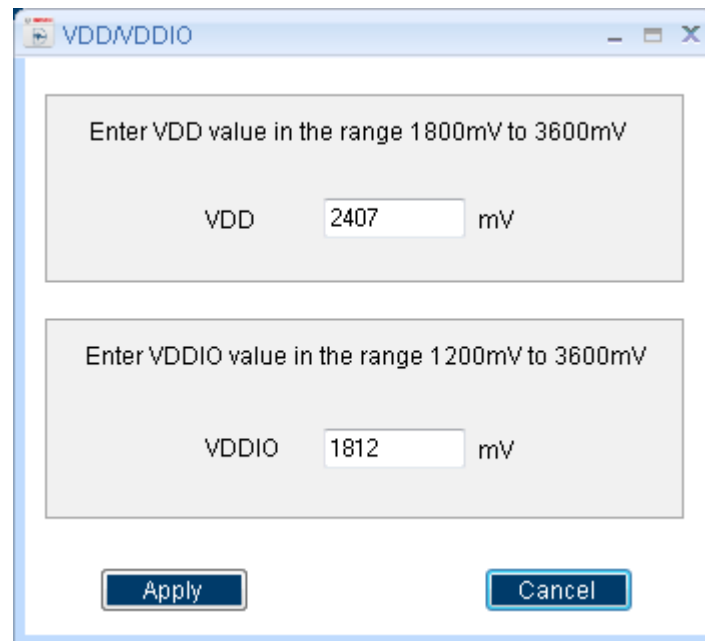 VDD/VDDIO
Enter VDD value in the range 1800mV to 3600mV
VDD 2407 mV
Enter VDDIO value in the range 1200mV to 3600mV
VDDIO 1812 mV
Apply Cancel